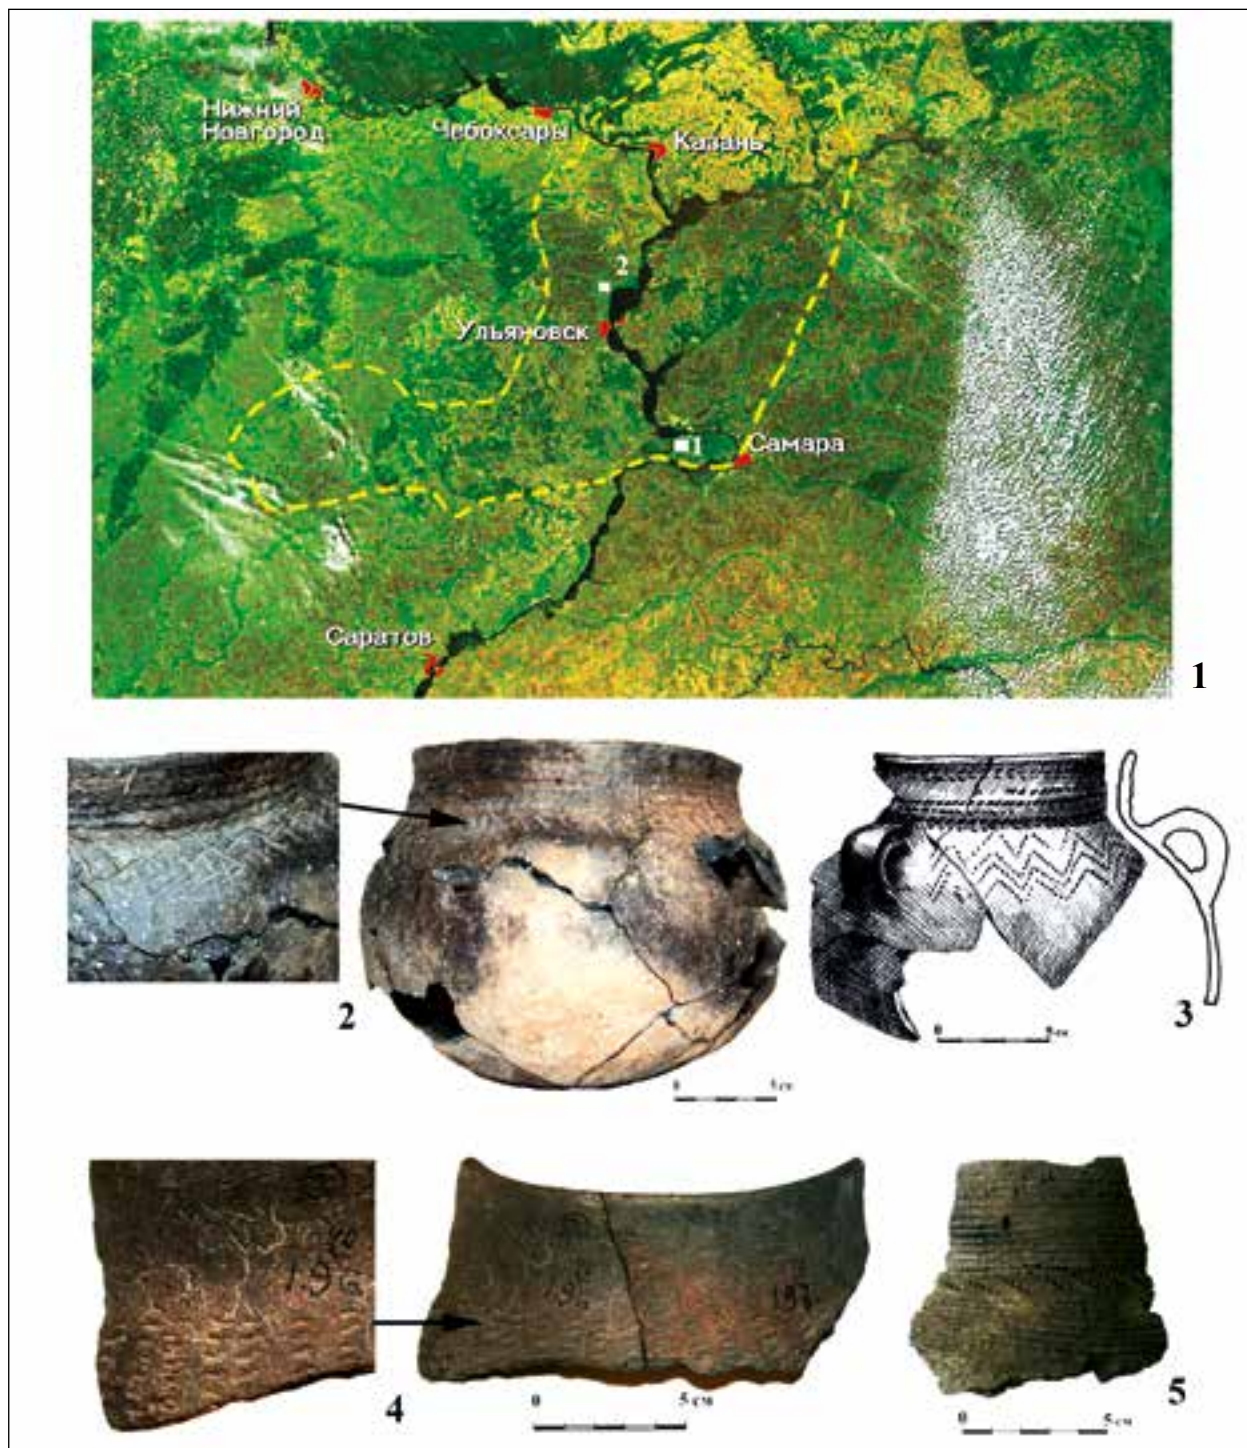 Нижний
Новгород
Чебоксары
Казань
2
Ульяновск
1
Самара
Саратов
1
2
0 5 см
3
0 5 см
4
0 5 см
5
0 5 см